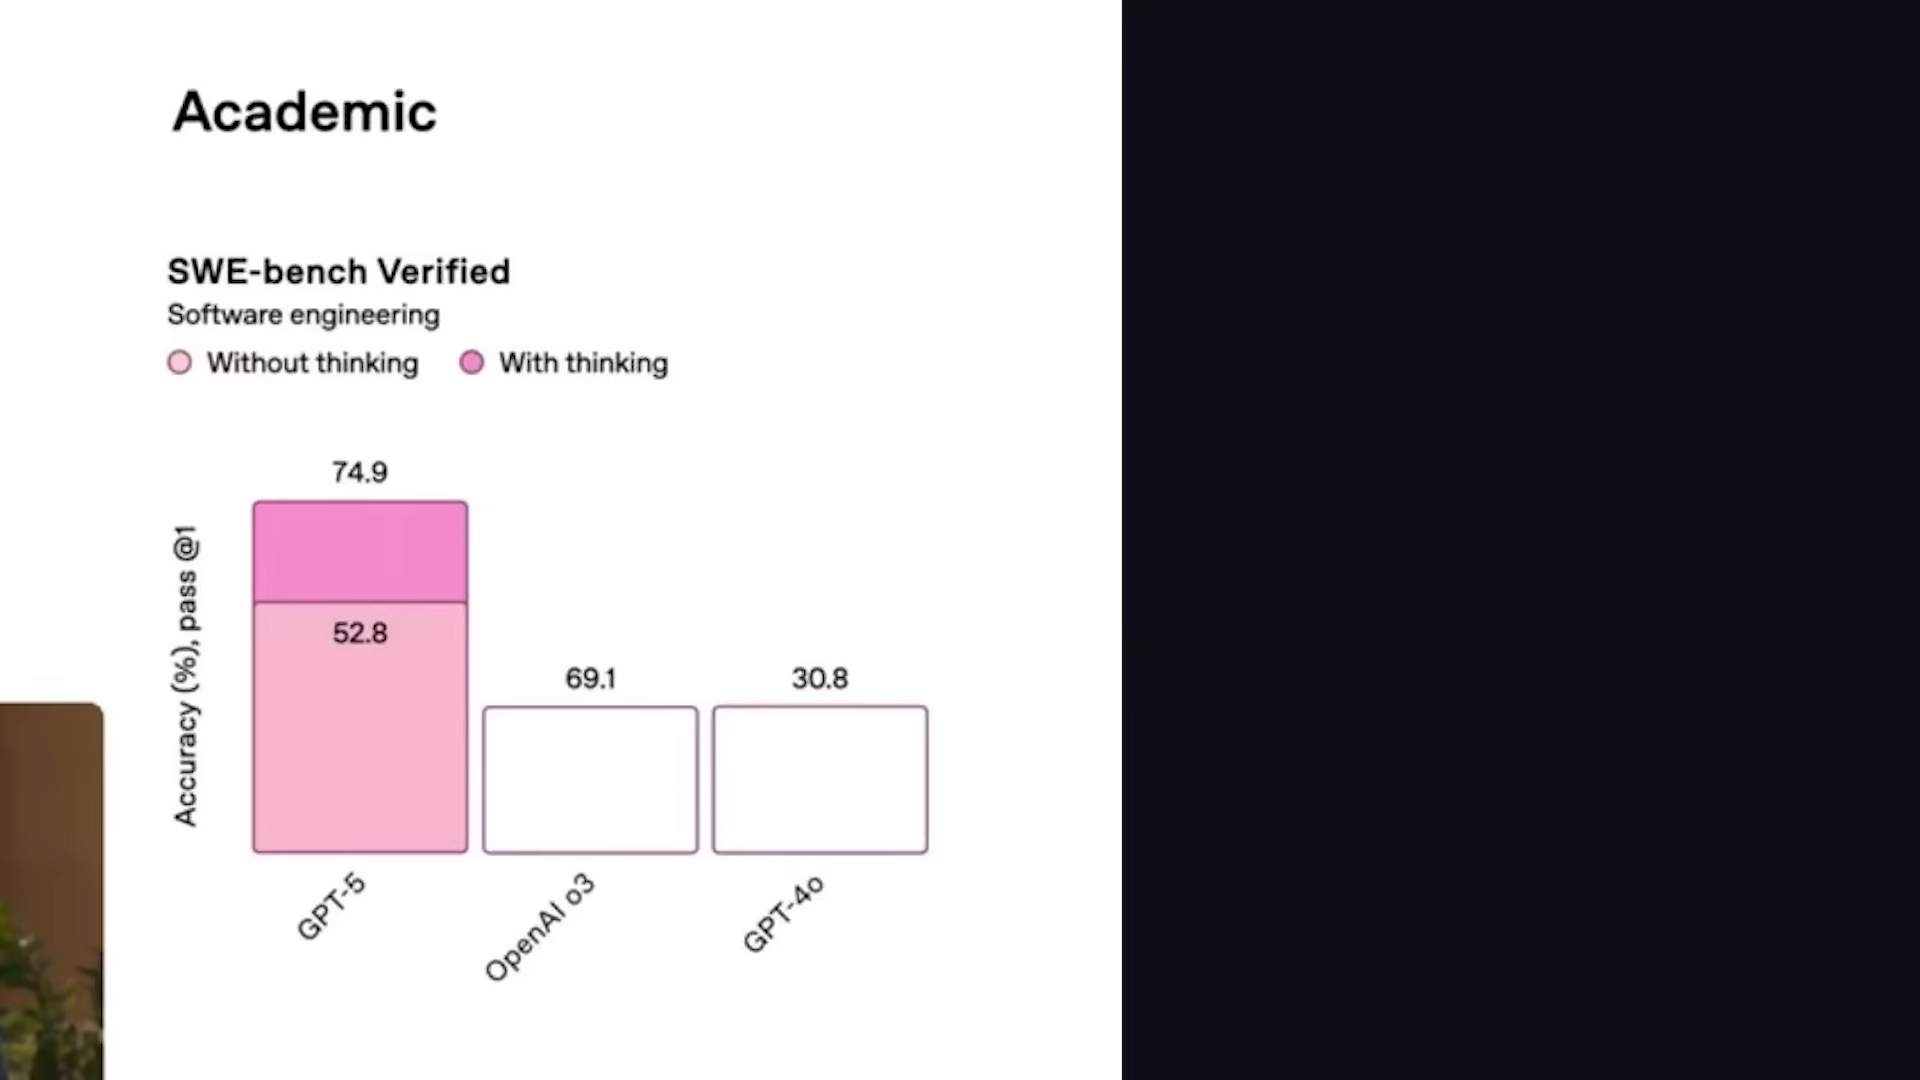 Academic
SWE-bench Verified
Software engineering
Without thinking With thinking
74.9
52.8
69.1
30.8
Accuracy (%), pass @1
GPT-5
OpenAI o3
GPT-4o